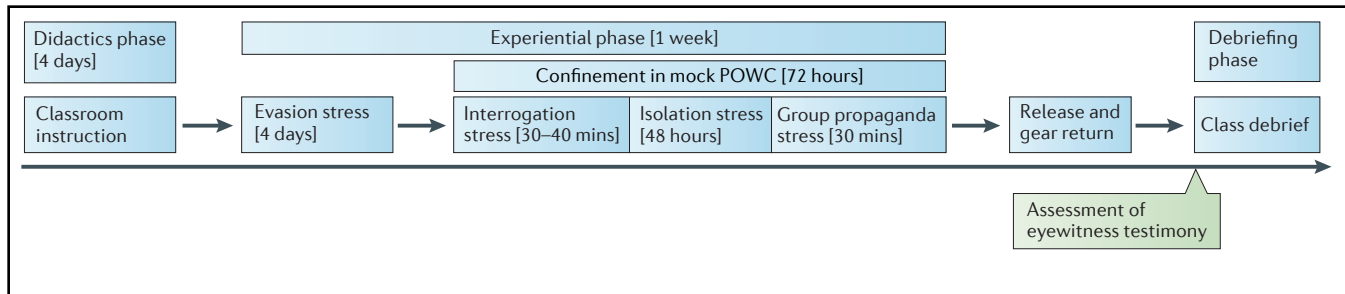 Didactics phase
[4 days]
Experiential phase [1 week]
Debriefing
phase
Confinement in mock POWC [72 hours]
Classroom
instruction
Evasion stress
[4 days]
Interrogation
stress [30–40 mins]
Isolation stress
[48 hours]
Group propaganda
stress [30 mins]
Release and
gear return
Class debrief
Assessment of
eyewitness testimony